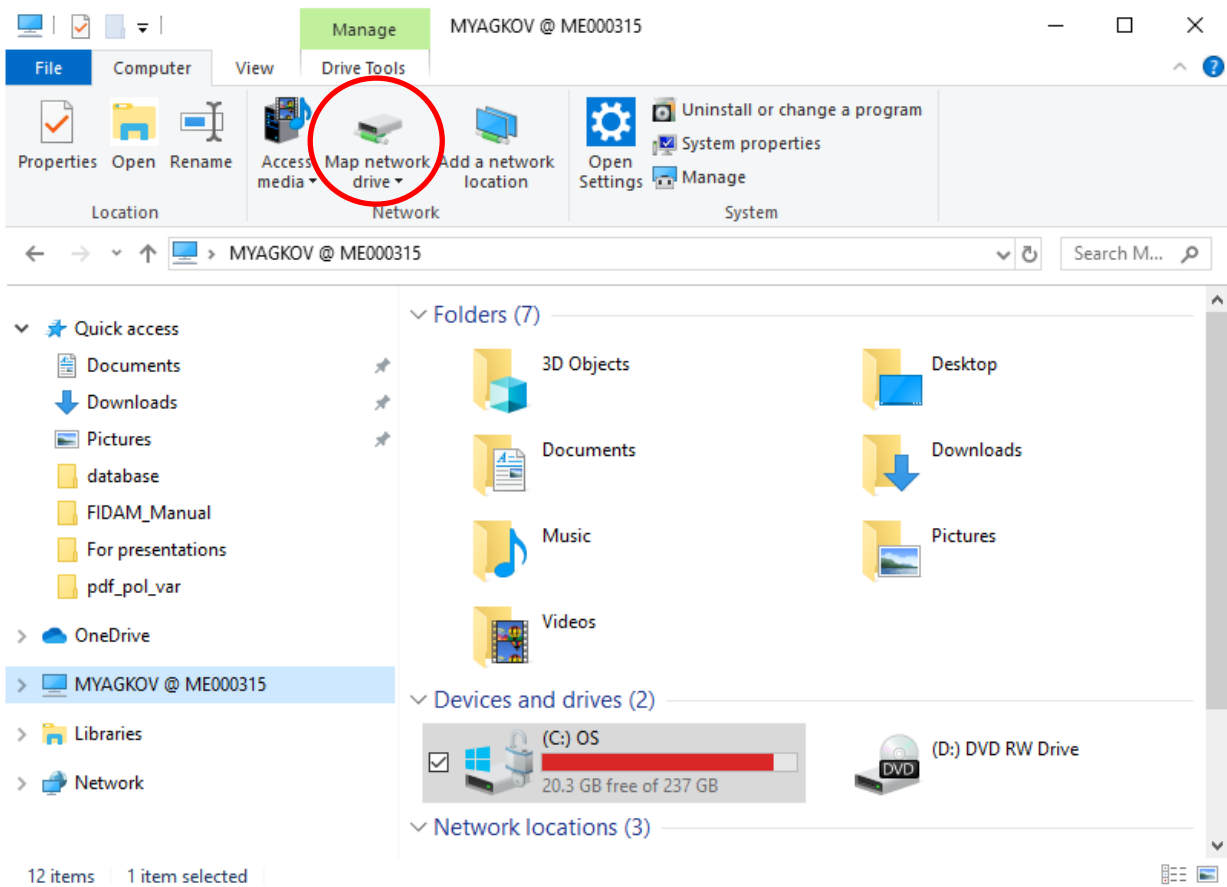 Manage
MYAGKOV @ ME000315
File
Computer
View
Drive Tools
Properties
Open
Rename
Access media
Map network drive
Add a network location
Open Settings
Uninstall or change a program
System properties
Manage
Location
Network
System
MYAGKOV @ ME000315
Search M...
Quick access
Documents
Downloads
Pictures
database
FIDAM_Manual
For presentations
pdf_pol_var
OneDrive
MYAGKOV @ ME000315
Libraries
Network
Folders (7)
3D Objects
Desktop
Documents
Downloads
Music
Pictures
Videos
Devices and drives (2)
(C:) OS
20.3 GB free of 237 GB
(D:) DVD RW Drive
DVD
Network locations (3)
12 items
1 item selected